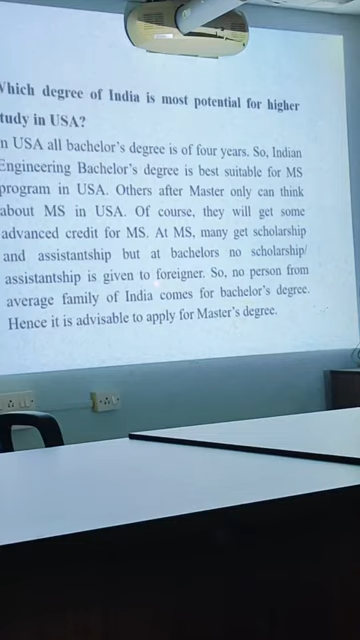 Which degree of India is most potential for higher
study in USA?
In USA all bachelor's degree is of four years. So, Indian
Engineering Bachelor's degree is best suitable for MS
program in USA. Others after Master only can think
about MS in USA. Of course, they will get some
advanced credit for MS. At MS, many get scholarship
and assistantship but at bachelors no scholarship/
assistantship is given to foreigner. So, no person from
average family of India comes for bachelor's degree.
Hence it is advisable to apply for Master's degree.